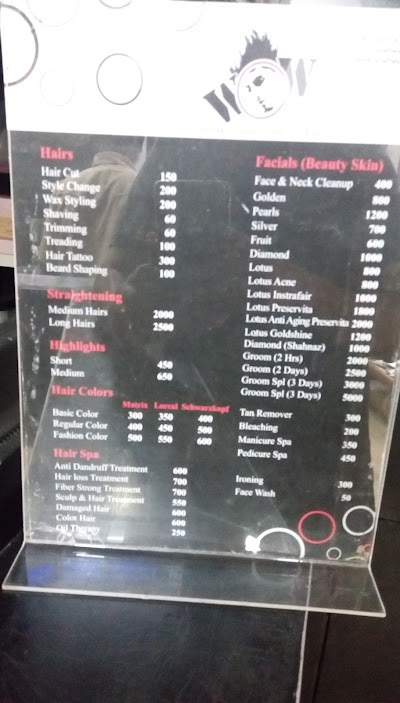 WOW
Hairs
Hair Cut 150
Style Change 200
Wax Styling 200
Shaving 60
Trimming 60
Treading 100
Hair Tattoo 300
Beard Shaping 100
Straightening
Medium Hairs 2000
Long Hairs 2500
Highlights
Short 450
Medium 650
Hair Colors Matrix Loreal Schwarzkopf
Basic Color 300 350 400
Regular Color 400 450 500
Fashion Color 500 550 600
Hair Spa
Anti Dandruff Treatment 600
Hair loss Treatment 700
Fiber Strong Treatment 700
Sculp & Hair Treatment 550
Damaged Hair 600
Color Hair 600
Oil Therapy 250
Facials (Beauty Skin)
Face & Neck Cleanup 400
Golden 800
Pearls 1200
Silver 700
Fruit 600
Diamond 1000
Lotus 800
Lotus Acne 800
Lotus Instrafair 1000
Lotus Preservita 1800
Lotus Anti Aging Preservita 2000
Lotus Goldshine 1200
Diamond (Shahnaz) 1000
Groom (2 Hrs) 2000
Groom (2 Days) 2500
Groom Spl (3 Days) 3000
Groom Spl (3 Days) 5000
Tan Remover 300
Bleaching 200
Manicure Spa 350
Pedicure Spa 450
Ironing 300
Face Wash 50